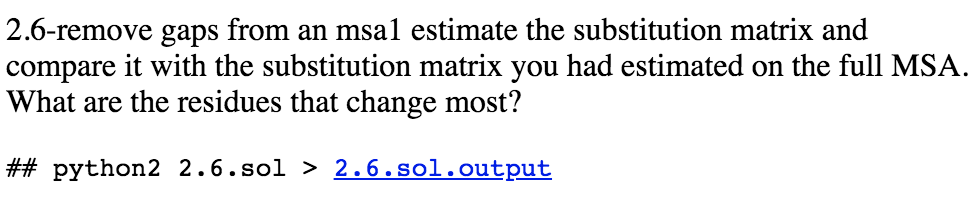 2.6-remove gaps from an msa1 estimate the substitution matrix and
compare it with the substitution matrix you had estimated on the full MSA.
What are the residues that change most?
## python2 2.6.sol > 2.6.sol.output